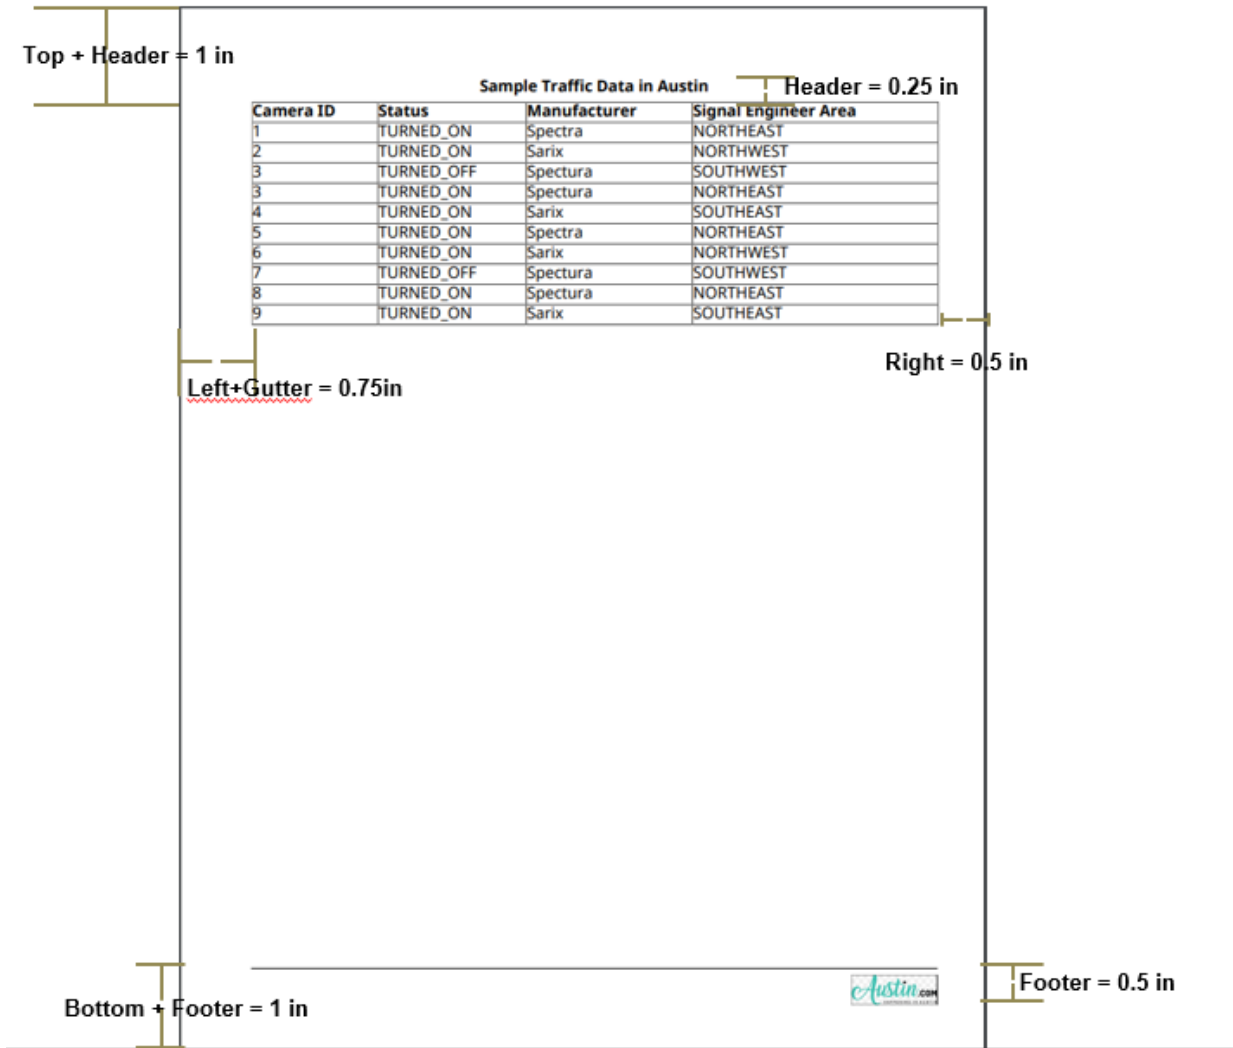 Top + Header = 1 in
Sample Traffic Data in Austin
Header = 0.25 in
Camera ID Status Manufacturer Signal Engineer Area
1 TURNED_ON Spectra NORTHEAST
2 TURNED_ON Sarix NORTHWEST
3 TURNED_OFF Spectura SOUTHWEST
3 TURNED_ON Spectura NORTHEAST
4 TURNED_ON Sarix SOUTHEAST
5 TURNED_ON Spectra NORTHEAST
6 TURNED_ON Sarix NORTHWEST
7 TURNED_OFF Spectura SOUTHWEST
8 TURNED_ON Spectura NORTHEAST
9 TURNED_ON Sarix SOUTHEAST
Right = 0.5 in
Left+Gutter = 0.75in
Austin.COM
Footer = 0.5 in
Bottom + Footer = 1 in